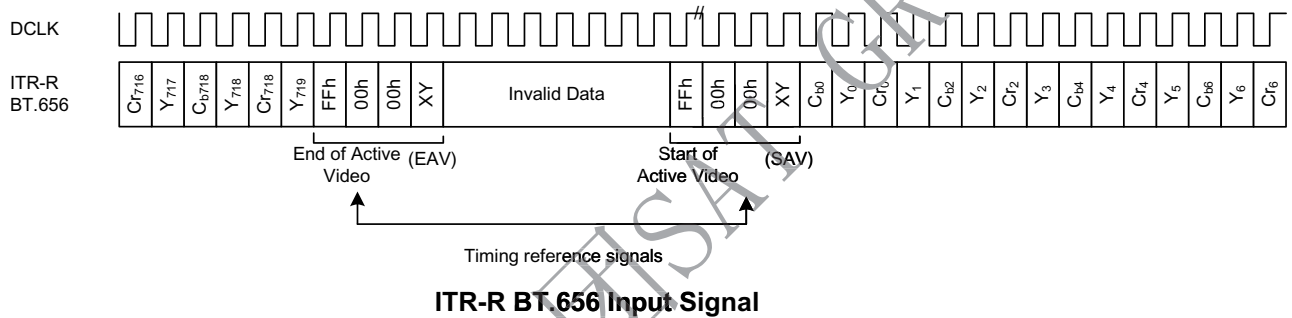 DCLK
//
ITR-R
BT.656
Cr716 Y717 Cb718 Y718 Cr718 Y719 FFh 00h 00h XY Invalid Data FFh 00h 00h XY Cb0 Y0 Cr0 Y1 Cb2 Y2 Cr2 Y3 Cb4 Y4 Cr4 Y5 Cb6 Y6 Cr6
End of Active Video (EAV)
Start of Active Video (SAV)
Timing reference signals
ITR-R BT.656 Input Signal
ISAT